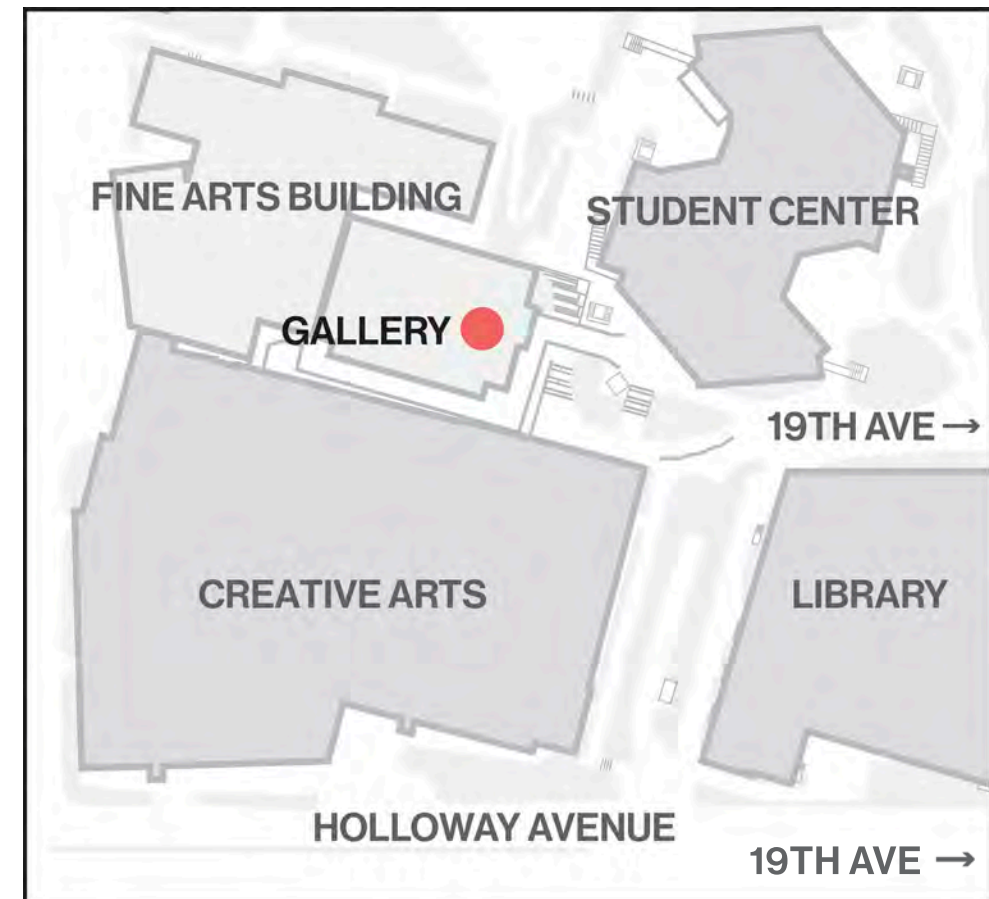 FINE ARTS BUILDING
STUDENT CENTER
GALLERY
19TH AVE →
CREATIVE ARTS
LIBRARY
HOLLOWAY AVENUE
19TH AVE →